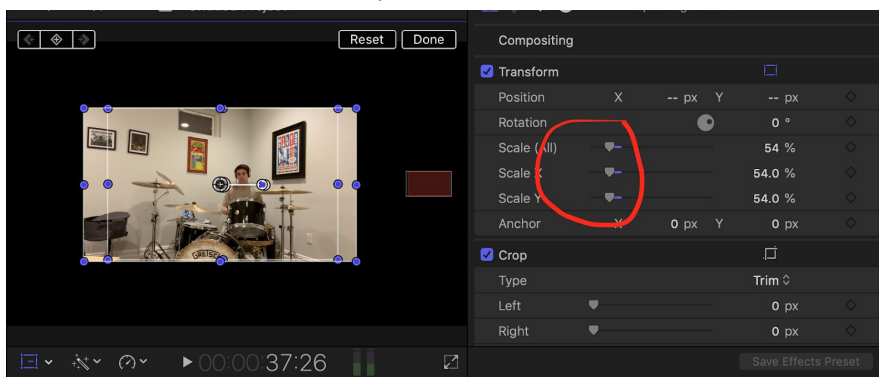 Reset Done
Compositing
Transform
Position X -- px Y -- px
Rotation 0 °
Scale (All) 54 %
Scale X 54.0 %
Scale Y 54.0 %
Anchor X 0 px Y 0 px
Crop
Type Trim
Left 0 px
Right 0 px
GRETSCH
00:00:37:26
Save Effects Preset